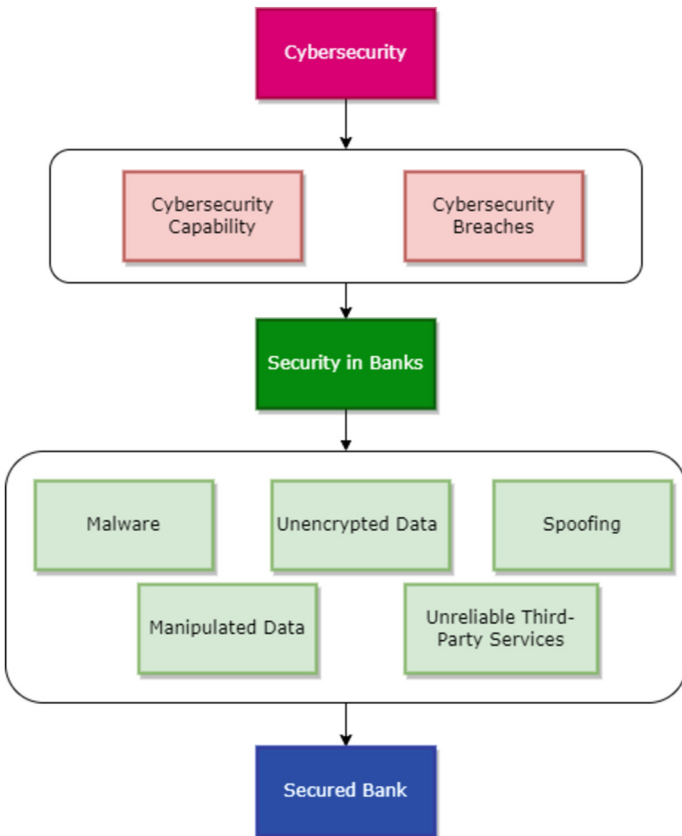 Cybersecurity
Cybersecurity
Capability
Cybersecurity
Breaches
Security in Banks
Malware
Unencrypted Data
Spoofing
Manipulated Data
Unreliable Third-
Party Services
Secured Bank